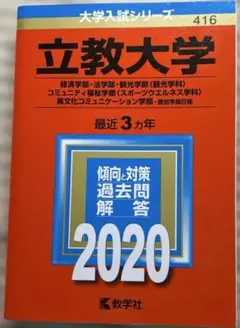 大学入試シリーズ
416
立教大学
経済学部・法学部・観光学部〈観光学科〉
コミュニティ福祉学部〈スポーツウエルネス学科〉
異文化コミュニケーション学部－個別学部日程
最近3カ年
傾向と対策
過去問
解答
2020
教学社